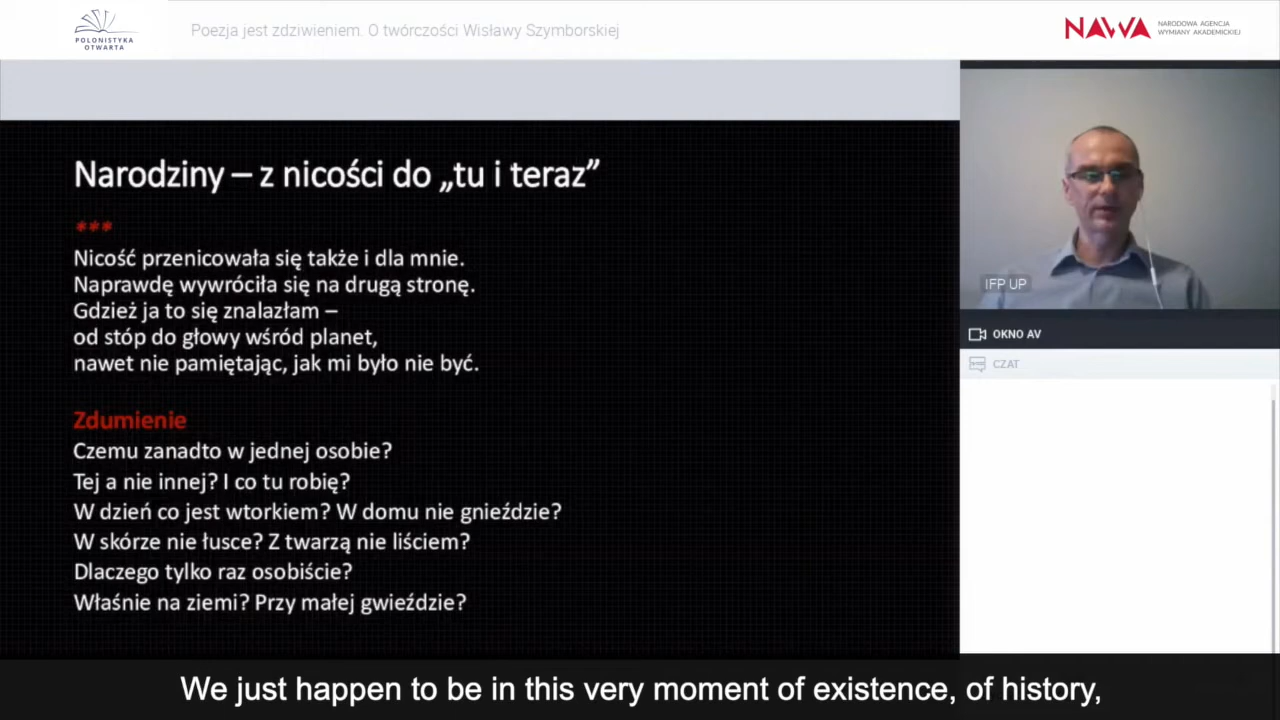 POLONISTYKA
OTWARTA
Poezja jest zdziwieniem. O twórczości Wisławy Szymborskiej
NAWA
NARODOWA AGENCJA
WYMIANY AKADEMICKIEJ
Narodziny – z nicości do „tu i teraz”
***
Nicość przenicowała się także i dla mnie.
Naprawdę wywróciła się na drugą stronę.
Gdzież ja to się znalazłam –
od stóp do głowy wśród planet,
nawet nie pamiętając, jak mi było nie być.
Zdumienie
Czemu zanadto w jednej osobie?
Tej a nie innej? I co tu robię?
W dzień co jest wtorkiem? W domu nie gnieździe?
W skórze nie łusce? Z twarzą nie liściem?
Dlaczego tylko raz osobiście?
Właśnie na ziemi? Przy małej gwieździe?
IFP UP
OKNO AV
CZAT
We just happen to be in this very moment of existence, of history,